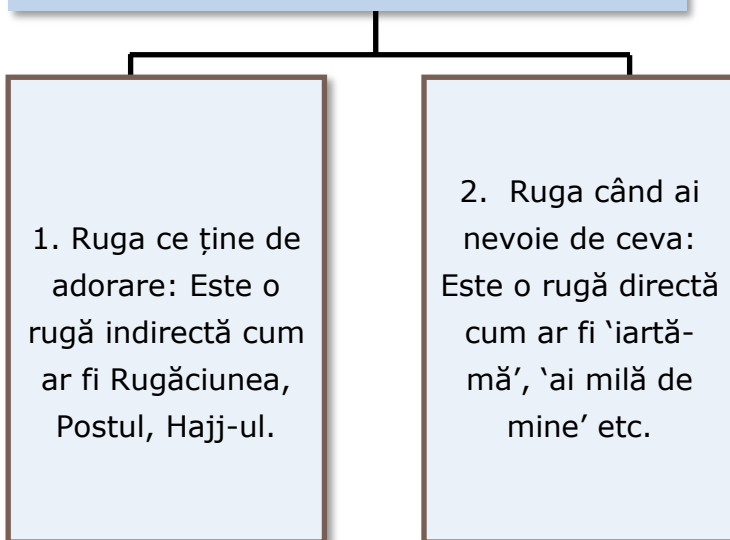 1. Ruga ce ține de
adorare: Este o
rugă indirectă cum
ar fi Rugăciunea,
Postul, Hajj-ul.
2. Ruga când ai
nevoie de ceva:
Este o rugă directă
cum ar fi ‘iartă-
mă’, ‘ai milă de
mine’ etc.